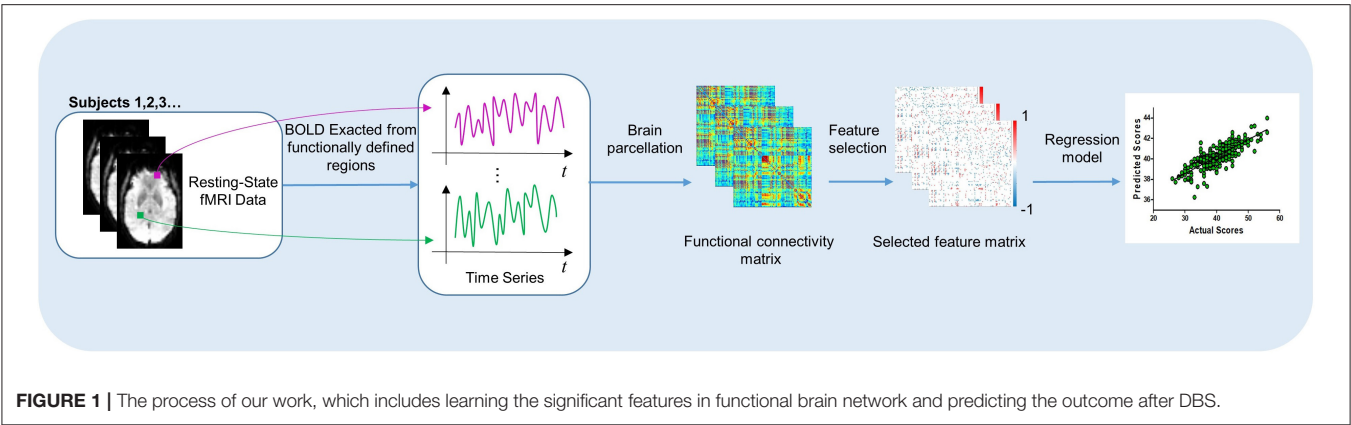 Subjects 1,2,3...
Resting-State
fMRI Data
BOLD Exacted from
functionally defined
regions
t
⋮
t
Time Series
Brain
parcellation
Functional connectivity
matrix
Feature
selection
1
-1
Selected feature matrix
Regression
model
Predicted Scores
44
42
40
38
36
20 30 40 50 60
Actual Scores
FIGURE 1 | The process of our work, which includes learning the significant features in functional brain network and predicting the outcome after DBS.